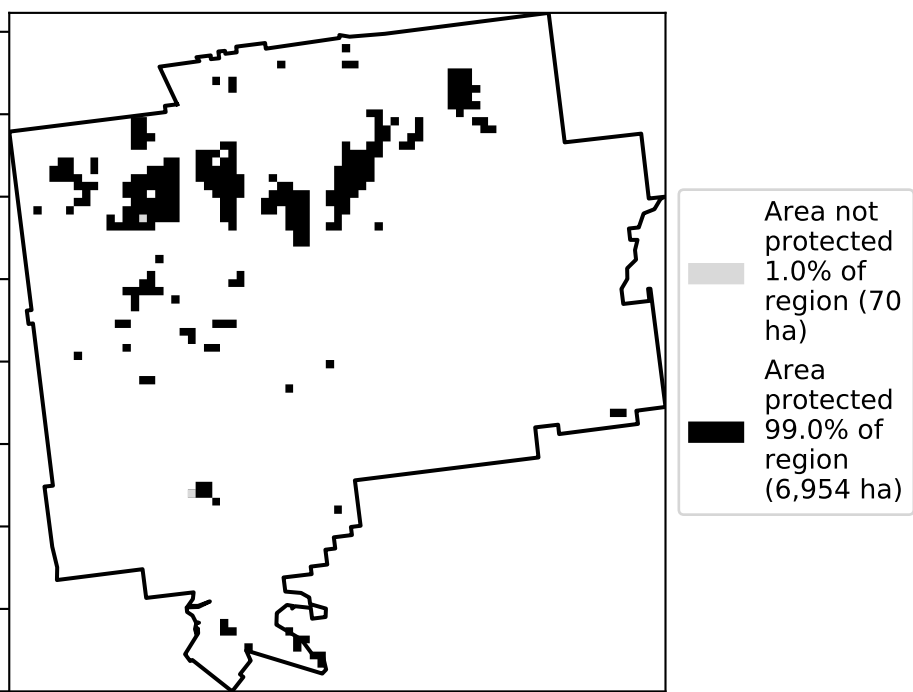 Area not
protected
1.0% of
region (70
ha)
Area
protected
99.0% of
region
(6,954 ha)